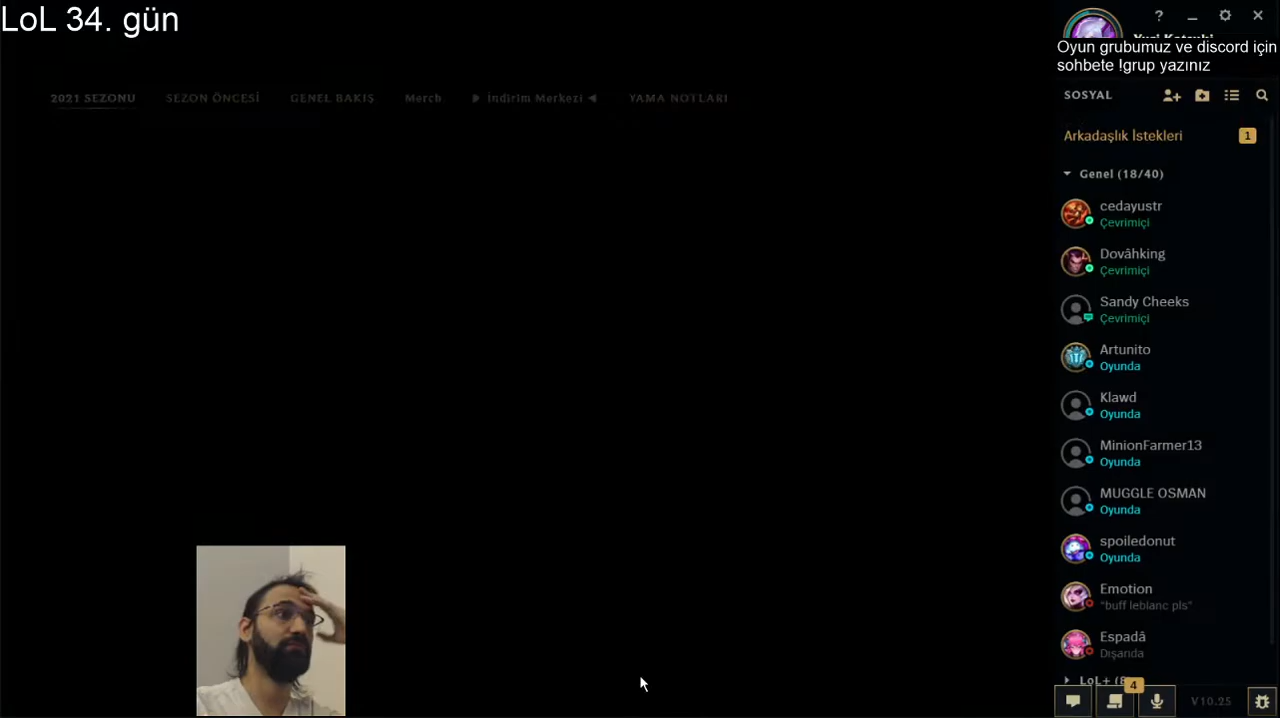 LoL 34. gün
Oyun grubumuz ve discord için
sohbete !grup yazınız
2021 SEZONU
SEZON ÖNCESİ
GENEL BAKIŞ
Merch
İndirim Merkezi
YAMA NOTLARI
SOSYAL
Arkadaşlık İstekleri
1
Genel (18/40)
cedayustr
Çevrimiçi
Dovâhking
Çevrimiçi
Sandy Cheeks
Çevrimiçi
Artunito
Oyunda
Klawd
Oyunda
MinionFarmer13
Oyunda
MUGGLE OSMAN
Oyunda
spoiledonut
Oyunda
Emotion
"buff leblanc pls"
Espadâ
Dışarıda
LoL+
4
V10.25